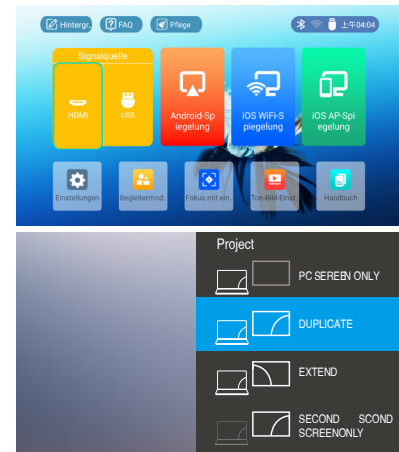 Hintergr.
FAQ
Pflege
上午04:04
Signalquelle
HDMI
USB
Android-Sp
iegelung
iOS WiFi-S
piegelung
iOS AP-Spi
egelung
Einstellungen
Begleitermod..
Fokus mit ein..
Ton-Bild-Einst..
Handbuch
Project
PC SEREEN ONLY
DUPLICATE
EXTEND
SECOND SCOND
SCREENONLY